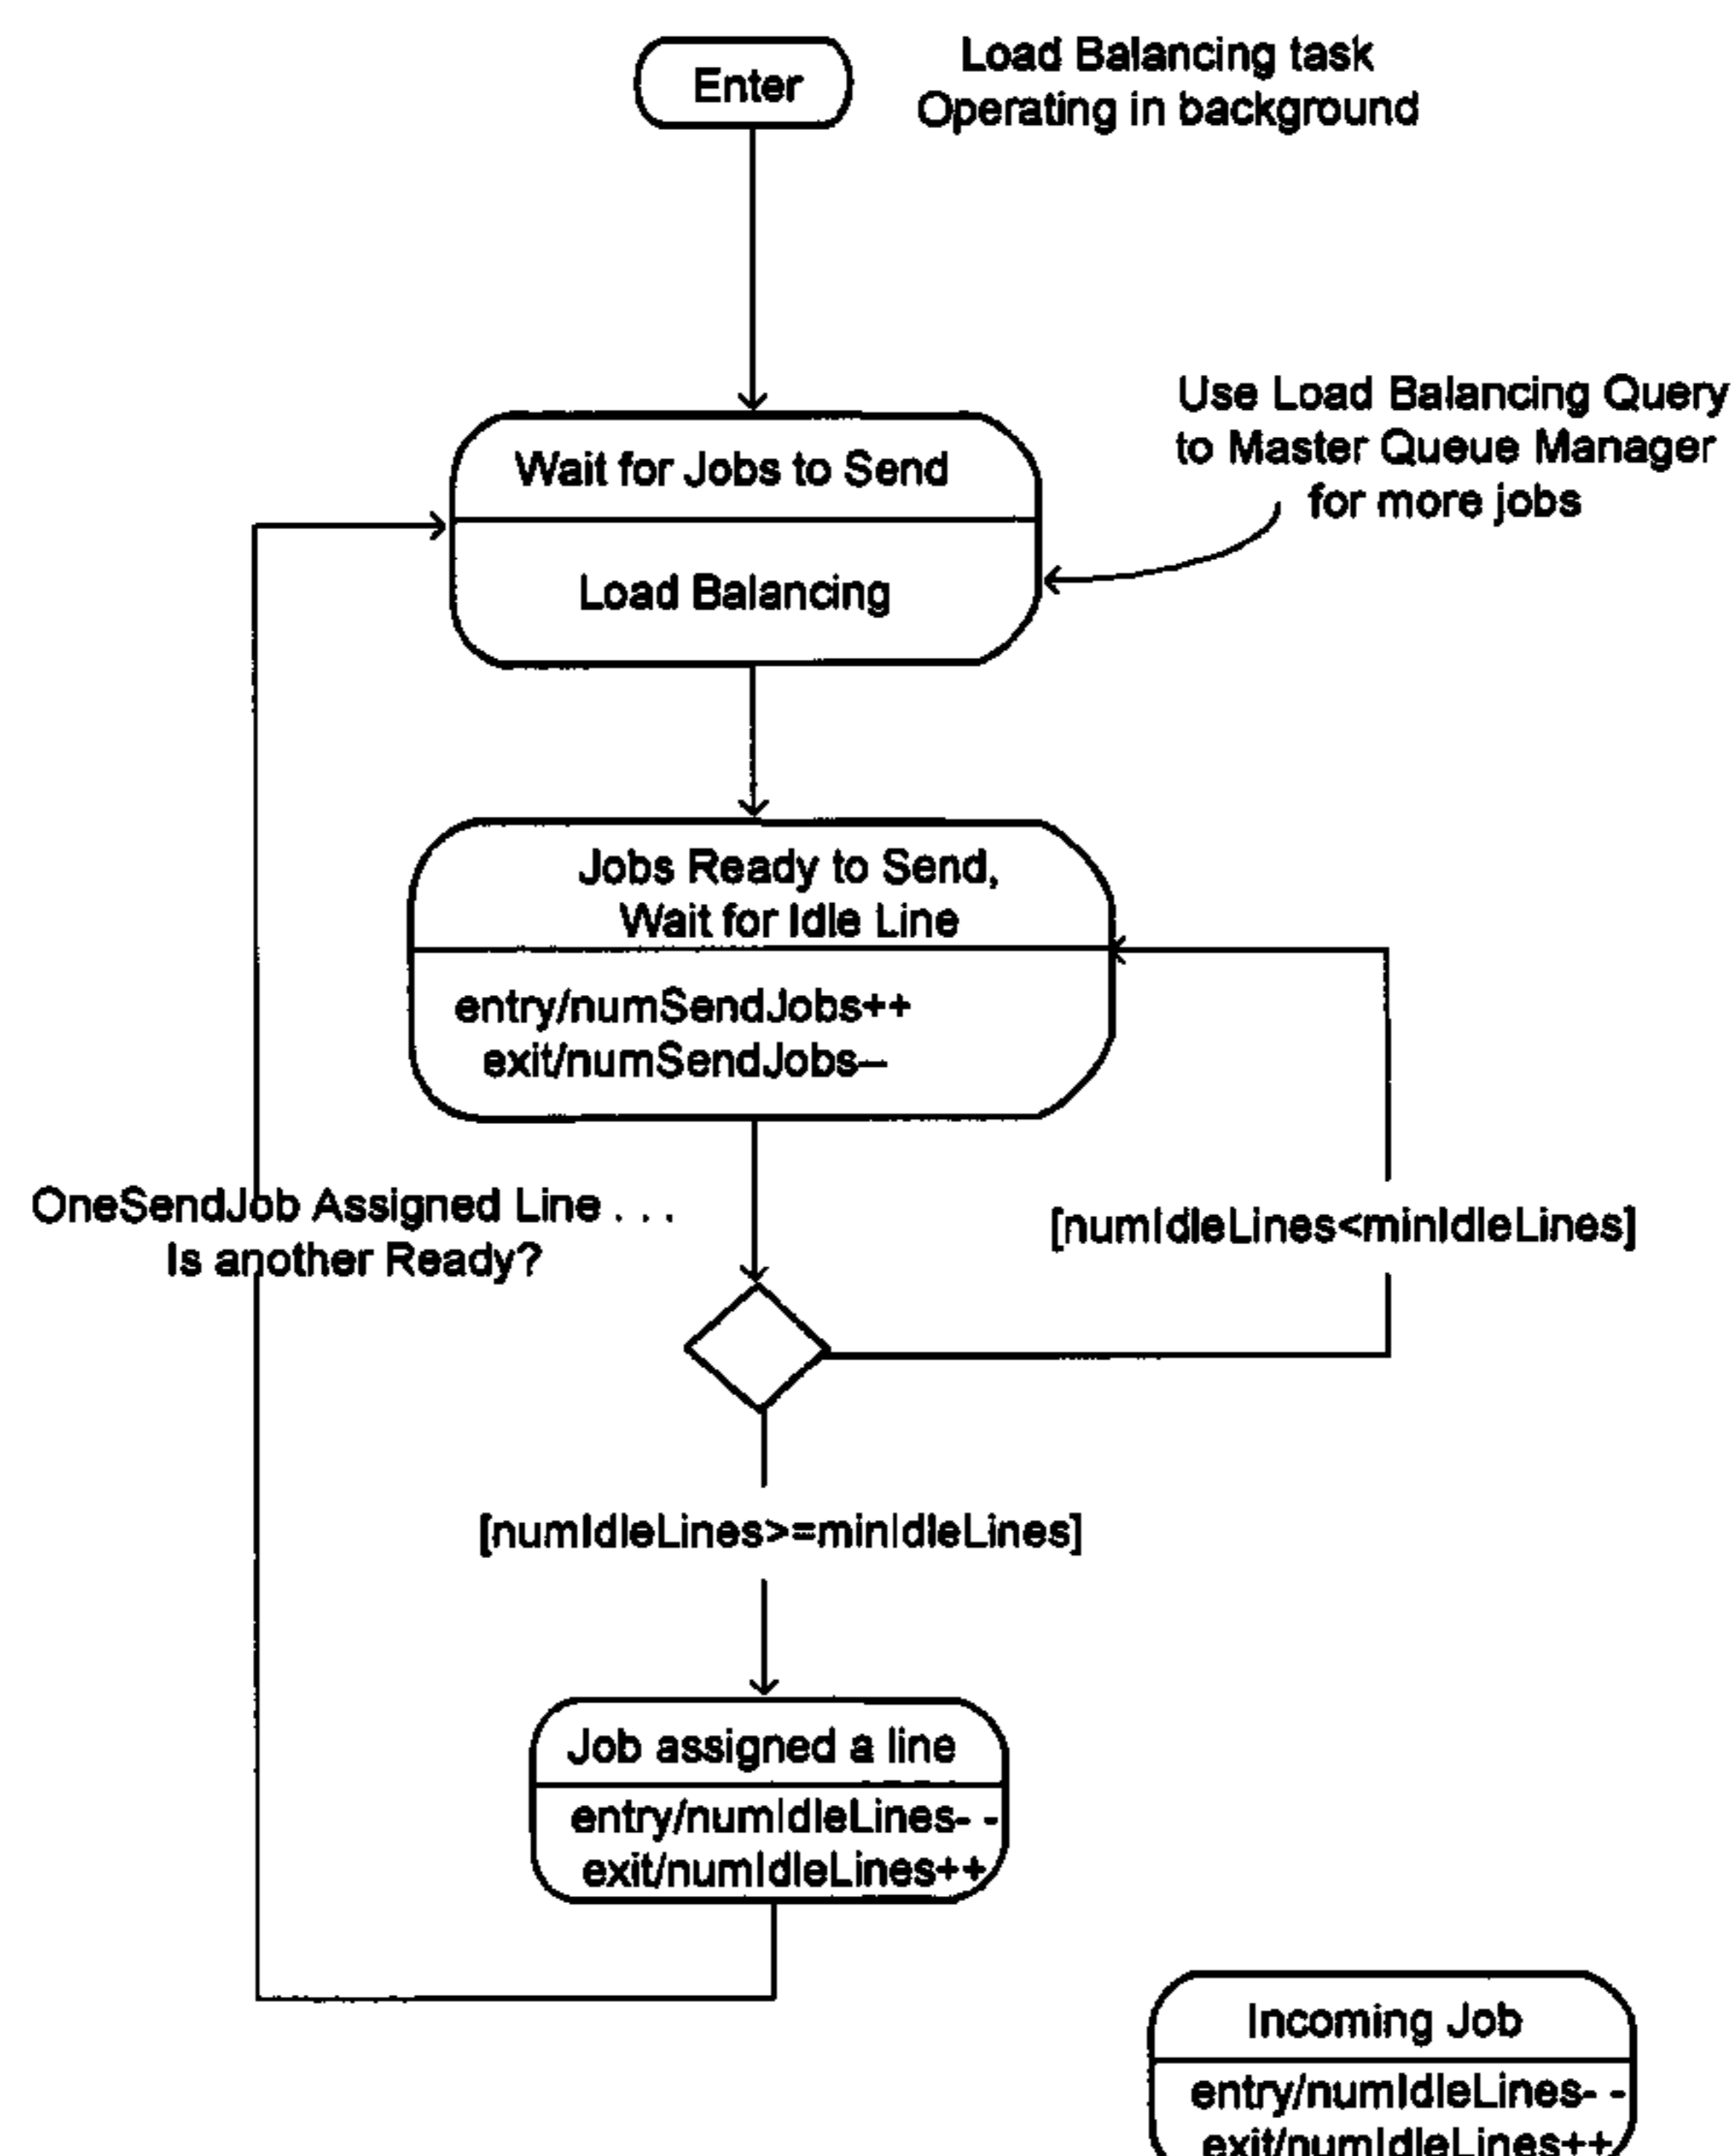 Enter
Load Balancing task
Operating in background
Use Load Balancing Query
to Master Queue Manager
for more jobs
Wait for Jobs to Send
Load Balancing
Jobs Ready to Send,
Wait for Idle Line
entry/numSendJobs++
exit/numSendJobs--
OneSendJob Assigned Line . . .
Is another Ready?
[numIdleLines<minIdleLines]
[numIdleLines>=minIdleLines]
Job assigned a line
entry/numIdleLines- -
exit/numIdleLines++
Incoming Job
entry/numIdleLines- -
exit/numIdleLines++